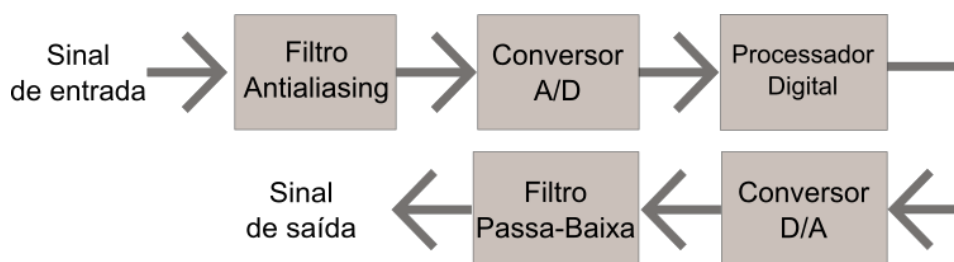 Sinal
de entrada
Filtro
Antialiasing
Conversor
A/D
Processador
Digital
Sinal
de saída
Filtro
Passa-Baixa
Conversor
D/A